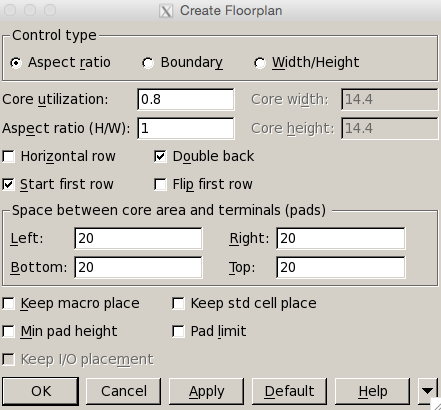 Create Floorplan
Control type
Aspect ratio Boundary Width/Height
Core utilization: 0.8 Core width: 14.4
Aspect ratio (H/W): 1 Core height: 14.4
Horizontal row Double back
Start first row Flip first row
Space between core area and terminals (pads)
Left: 20 Right: 20
Bottom: 20 Top: 20
Keep macro place Keep std cell place
Min pad height Pad limit
Keep I/O placement
OK Cancel Apply Default Help